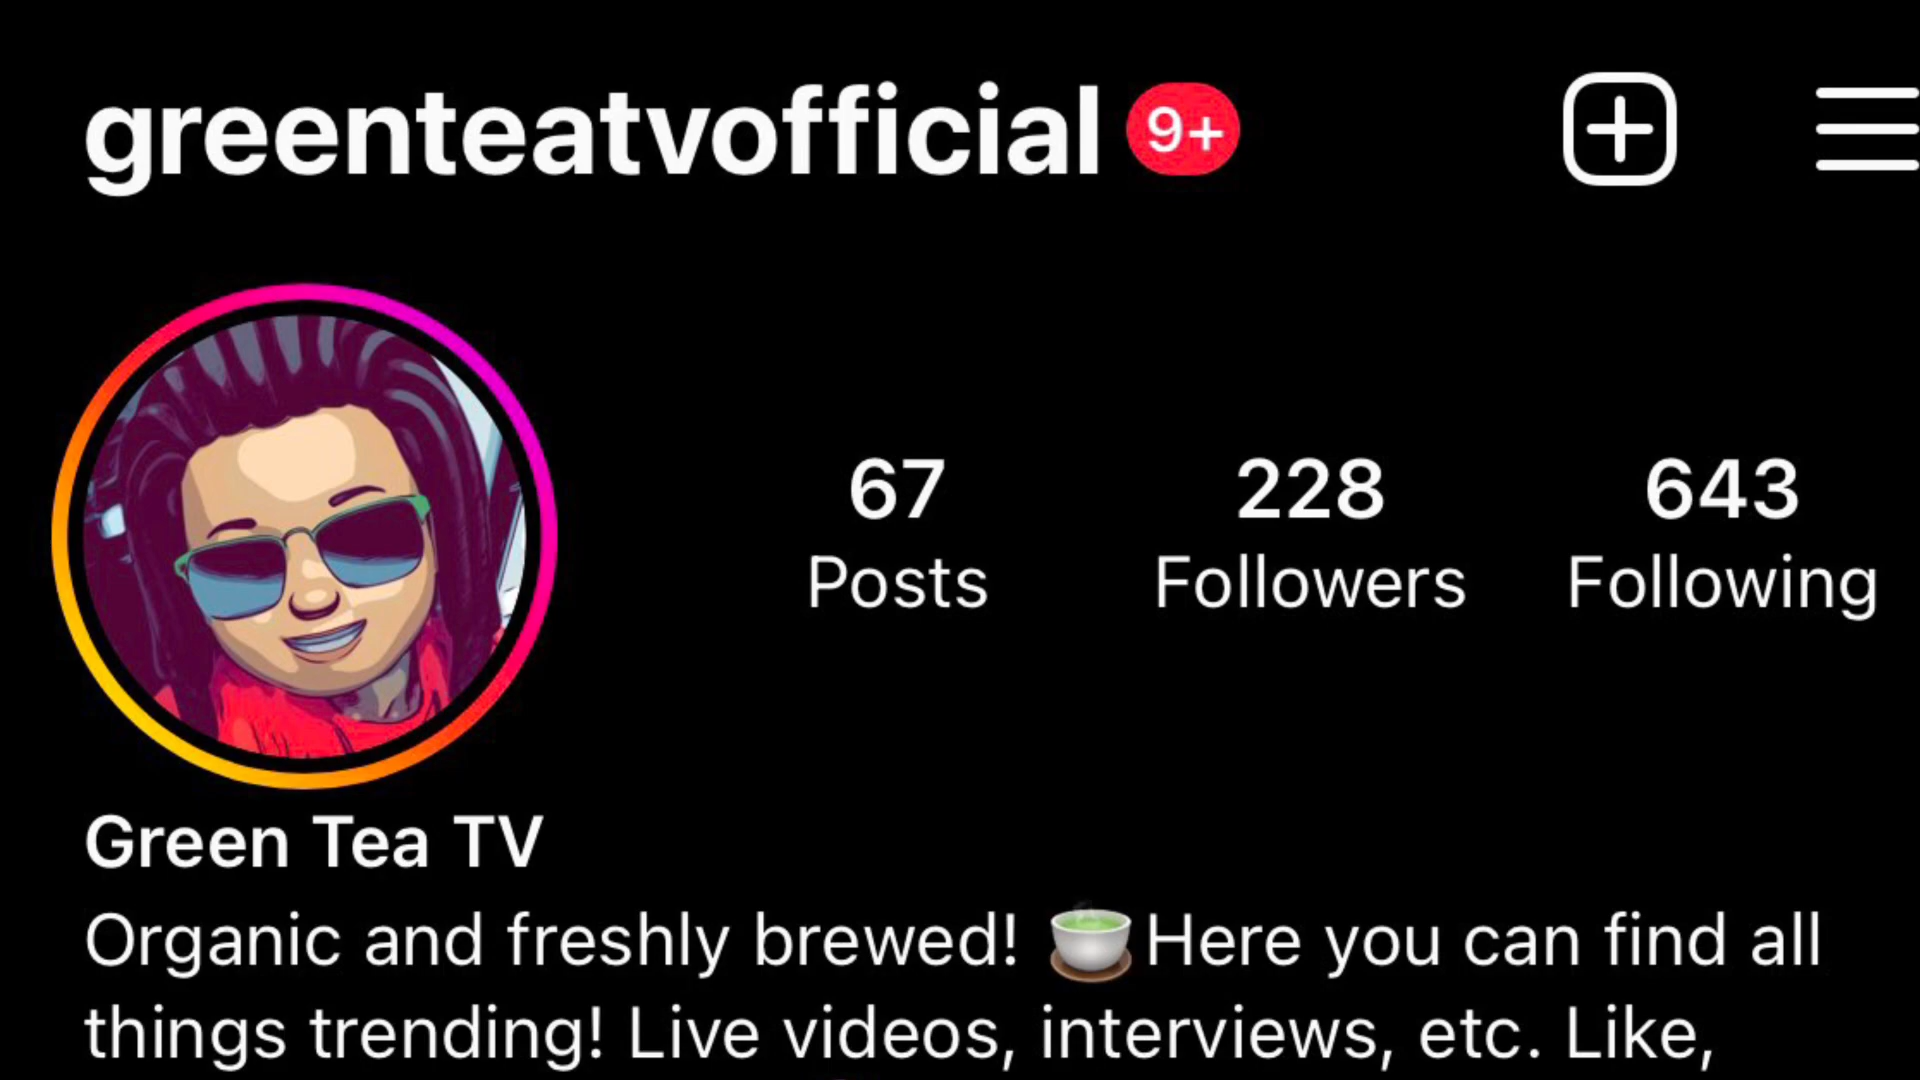 greenteatvofficial 9+
67 228 643
Posts Followers Following
Green Tea TV
Organic and freshly brewed! 🍵Here you can find all
things trending! Live videos, interviews, etc. Like,